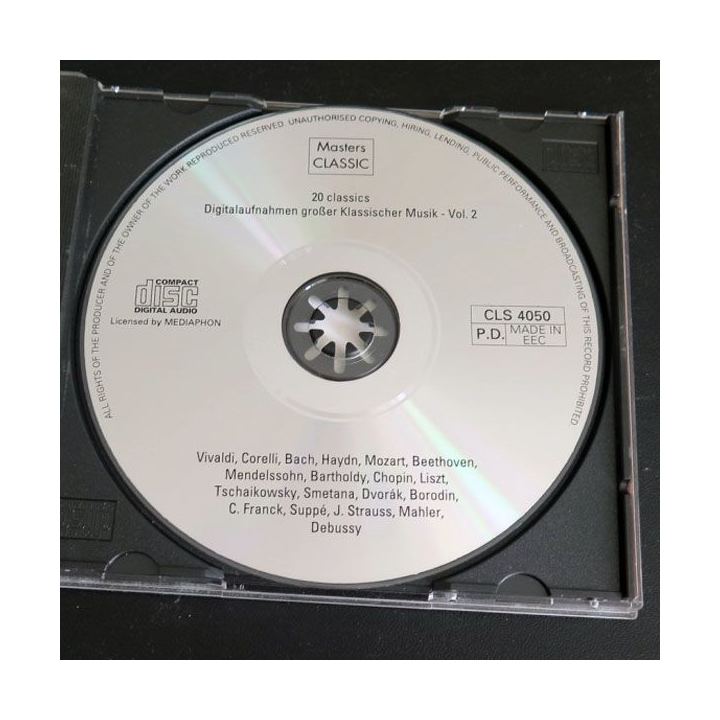 ALL RIGHTS OF THE PRODUCER AND OF THE OWNER OF THE WORK REPRODUCED RESERVED. UNAUTHORISED COPYING, HIRING, LENDING, PUBLIC PERFORMANCE AND BROADCASTING OF THIS RECORD PROHIBITED
Masters
CLASSIC
20 classics
Digitalaufnahmen großer Klassischer Musik - Vol. 2
COMPACT
disc
DIGITAL AUDIO
Licensed by MEDIAPHON
CLS 4050
P.D. MADE IN
EEC
Vivaldi, Corelli, Bach, Haydn, Mozart, Beethoven,
Mendelssohn, Bartholdy, Chopin, Liszt,
Tschaikowsky, Smetana, Dvorák, Borodin,
C. Franck, Suppé, J. Strauss, Mahler,
Debussy